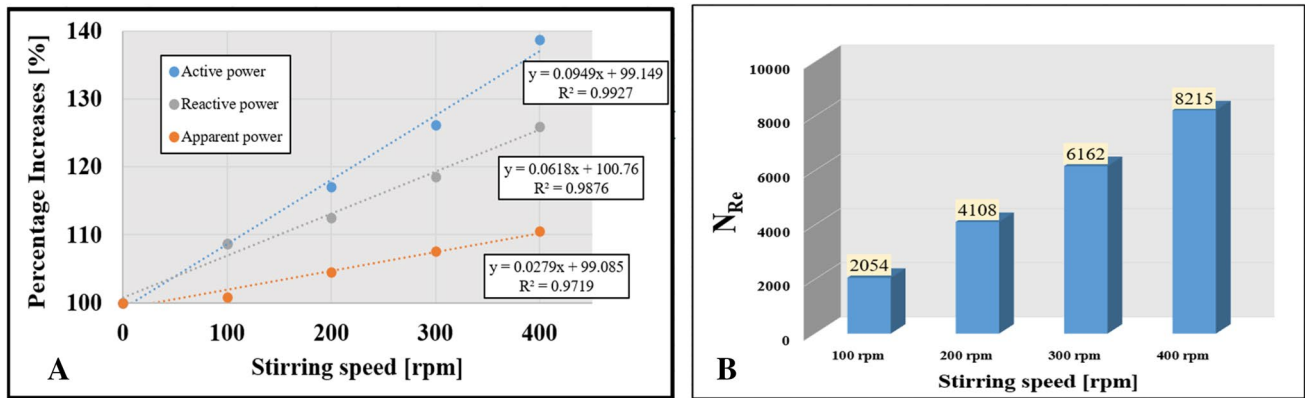 140
130
120
110
100
Percentage Increases [%]
Active power
Reactive power
Apparent power
y = 0.0949x + 99.149
R² = 0.9927
y = 0.0618x + 100.76
R² = 0.9876
y = 0.0279x + 99.085
R² = 0.9719
0 100 200 300 400
Stirring speed [rpm]
A
10000
8000
6000
4000
2000
0
N_Re
2054
4108
6162
8215
100 rpm 200 rpm 300 rpm 400 rpm
Stirring speed [rpm]
B